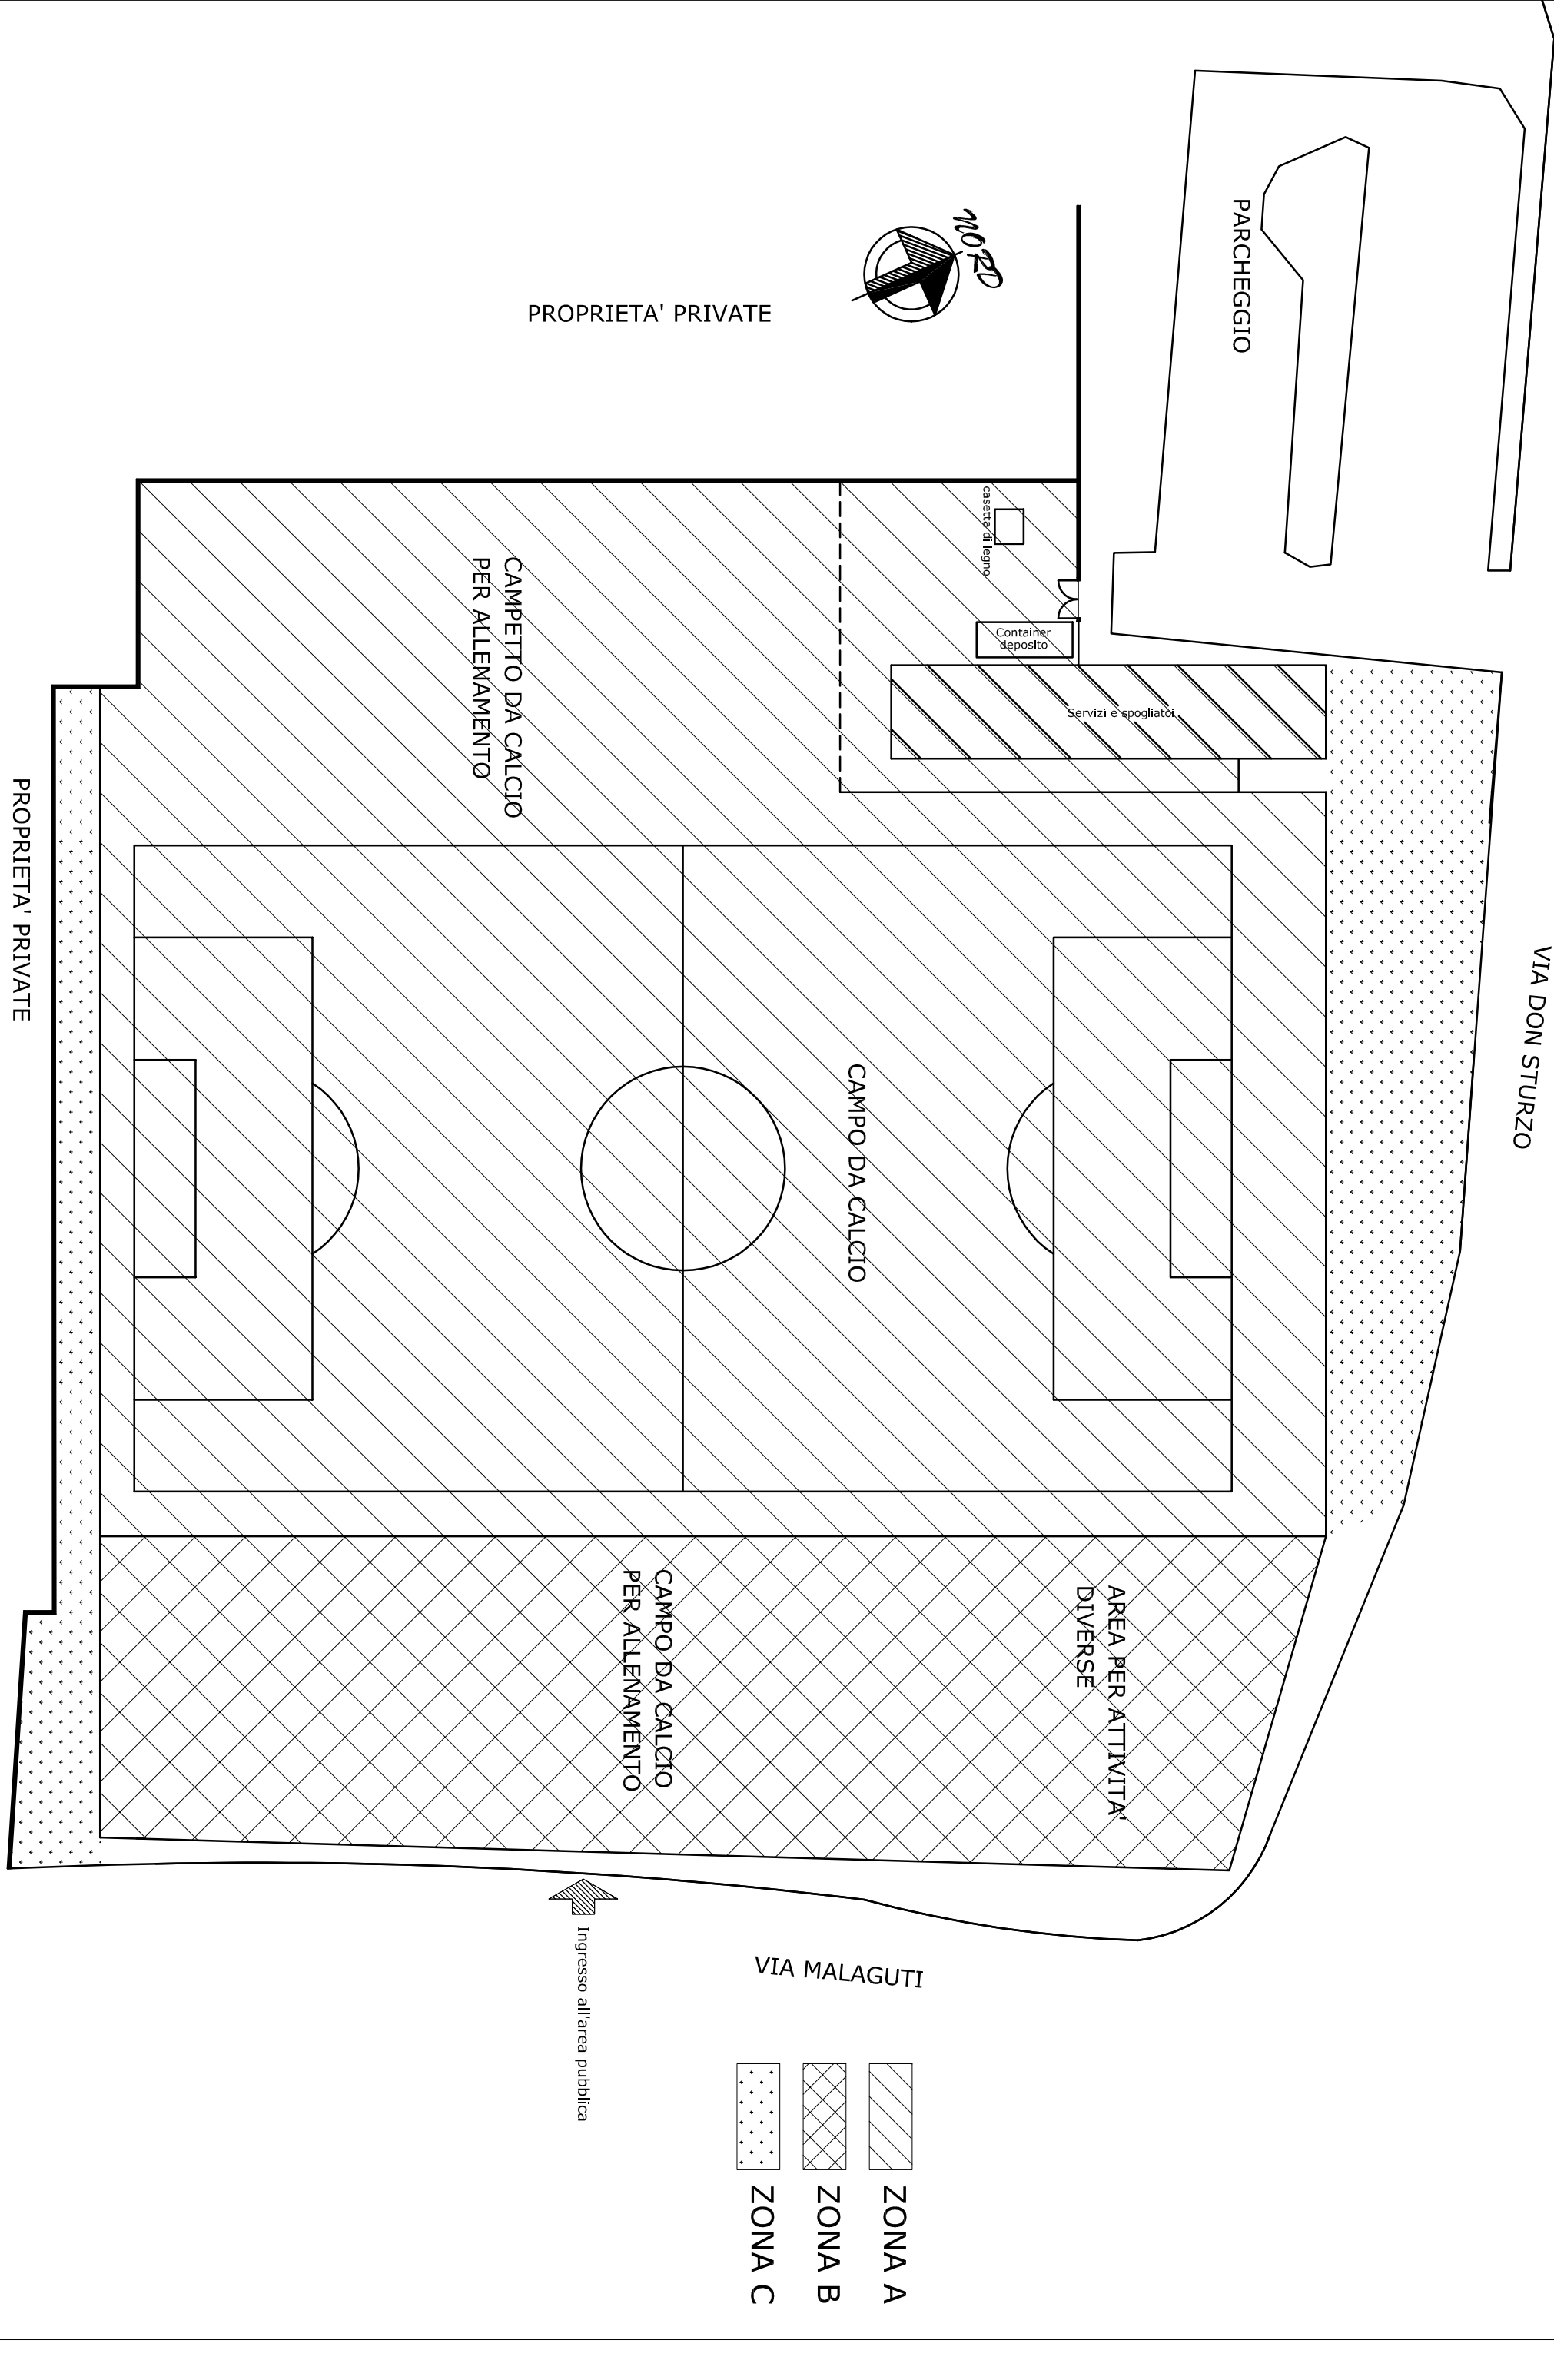 PARCHEGGIO
NORD
PROPRIETA' PRIVATE
casetta di legno
Container
deposito
Servizi e spogliatoi
CAMPETTO DA CALCIO
PER ALLENAMENTO
PROPRIETA' PRIVATE
VIA DON STURZO
CAMPO DA CALCIO
AREA PER ATTIVITA'
DIVERSE
CAMPO DA CALCIO
PER ALLENAMENTO
Ingresso all'area pubblica
VIA MALAGUTI
ZONA A
ZONA B
ZONA C